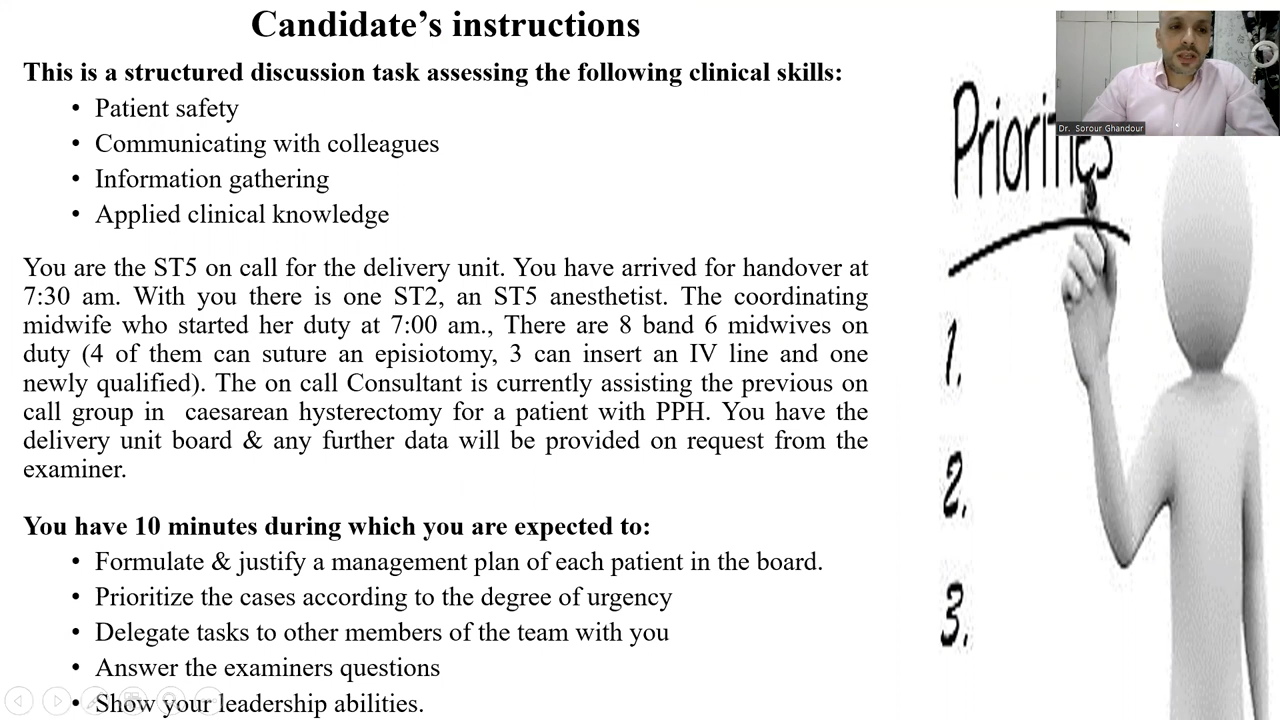 Candidate’s instructions
This is a structured discussion task assessing the following clinical skills:
• Patient safety
• Communicating with colleagues
• Information gathering
• Applied clinical knowledge
You are the ST5 on call for the delivery unit. You have arrived for handover at
7:30 am. With you there is one ST2, an ST5 anesthetist. The coordinating
midwife who started her duty at 7:00 am., There are 8 band 6 midwives on
duty (4 of them can suture an episiotomy, 3 can insert an IV line and one
newly qualified). The on call Consultant is currently assisting the previous on
call group in caesarean hysterectomy for a patient with PPH. You have the
delivery unit board & any further data will be provided on request from the
examiner.
You have 10 minutes during which you are expected to:
• Formulate & justify a management plan of each patient in the board.
• Prioritize the cases according to the degree of urgency
• Delegate tasks to other members of the team with you
• Answer the examiners questions
• Show your leadership abilities.
Priorities
1.
2.
3.
Dr. Sorour Ghandour